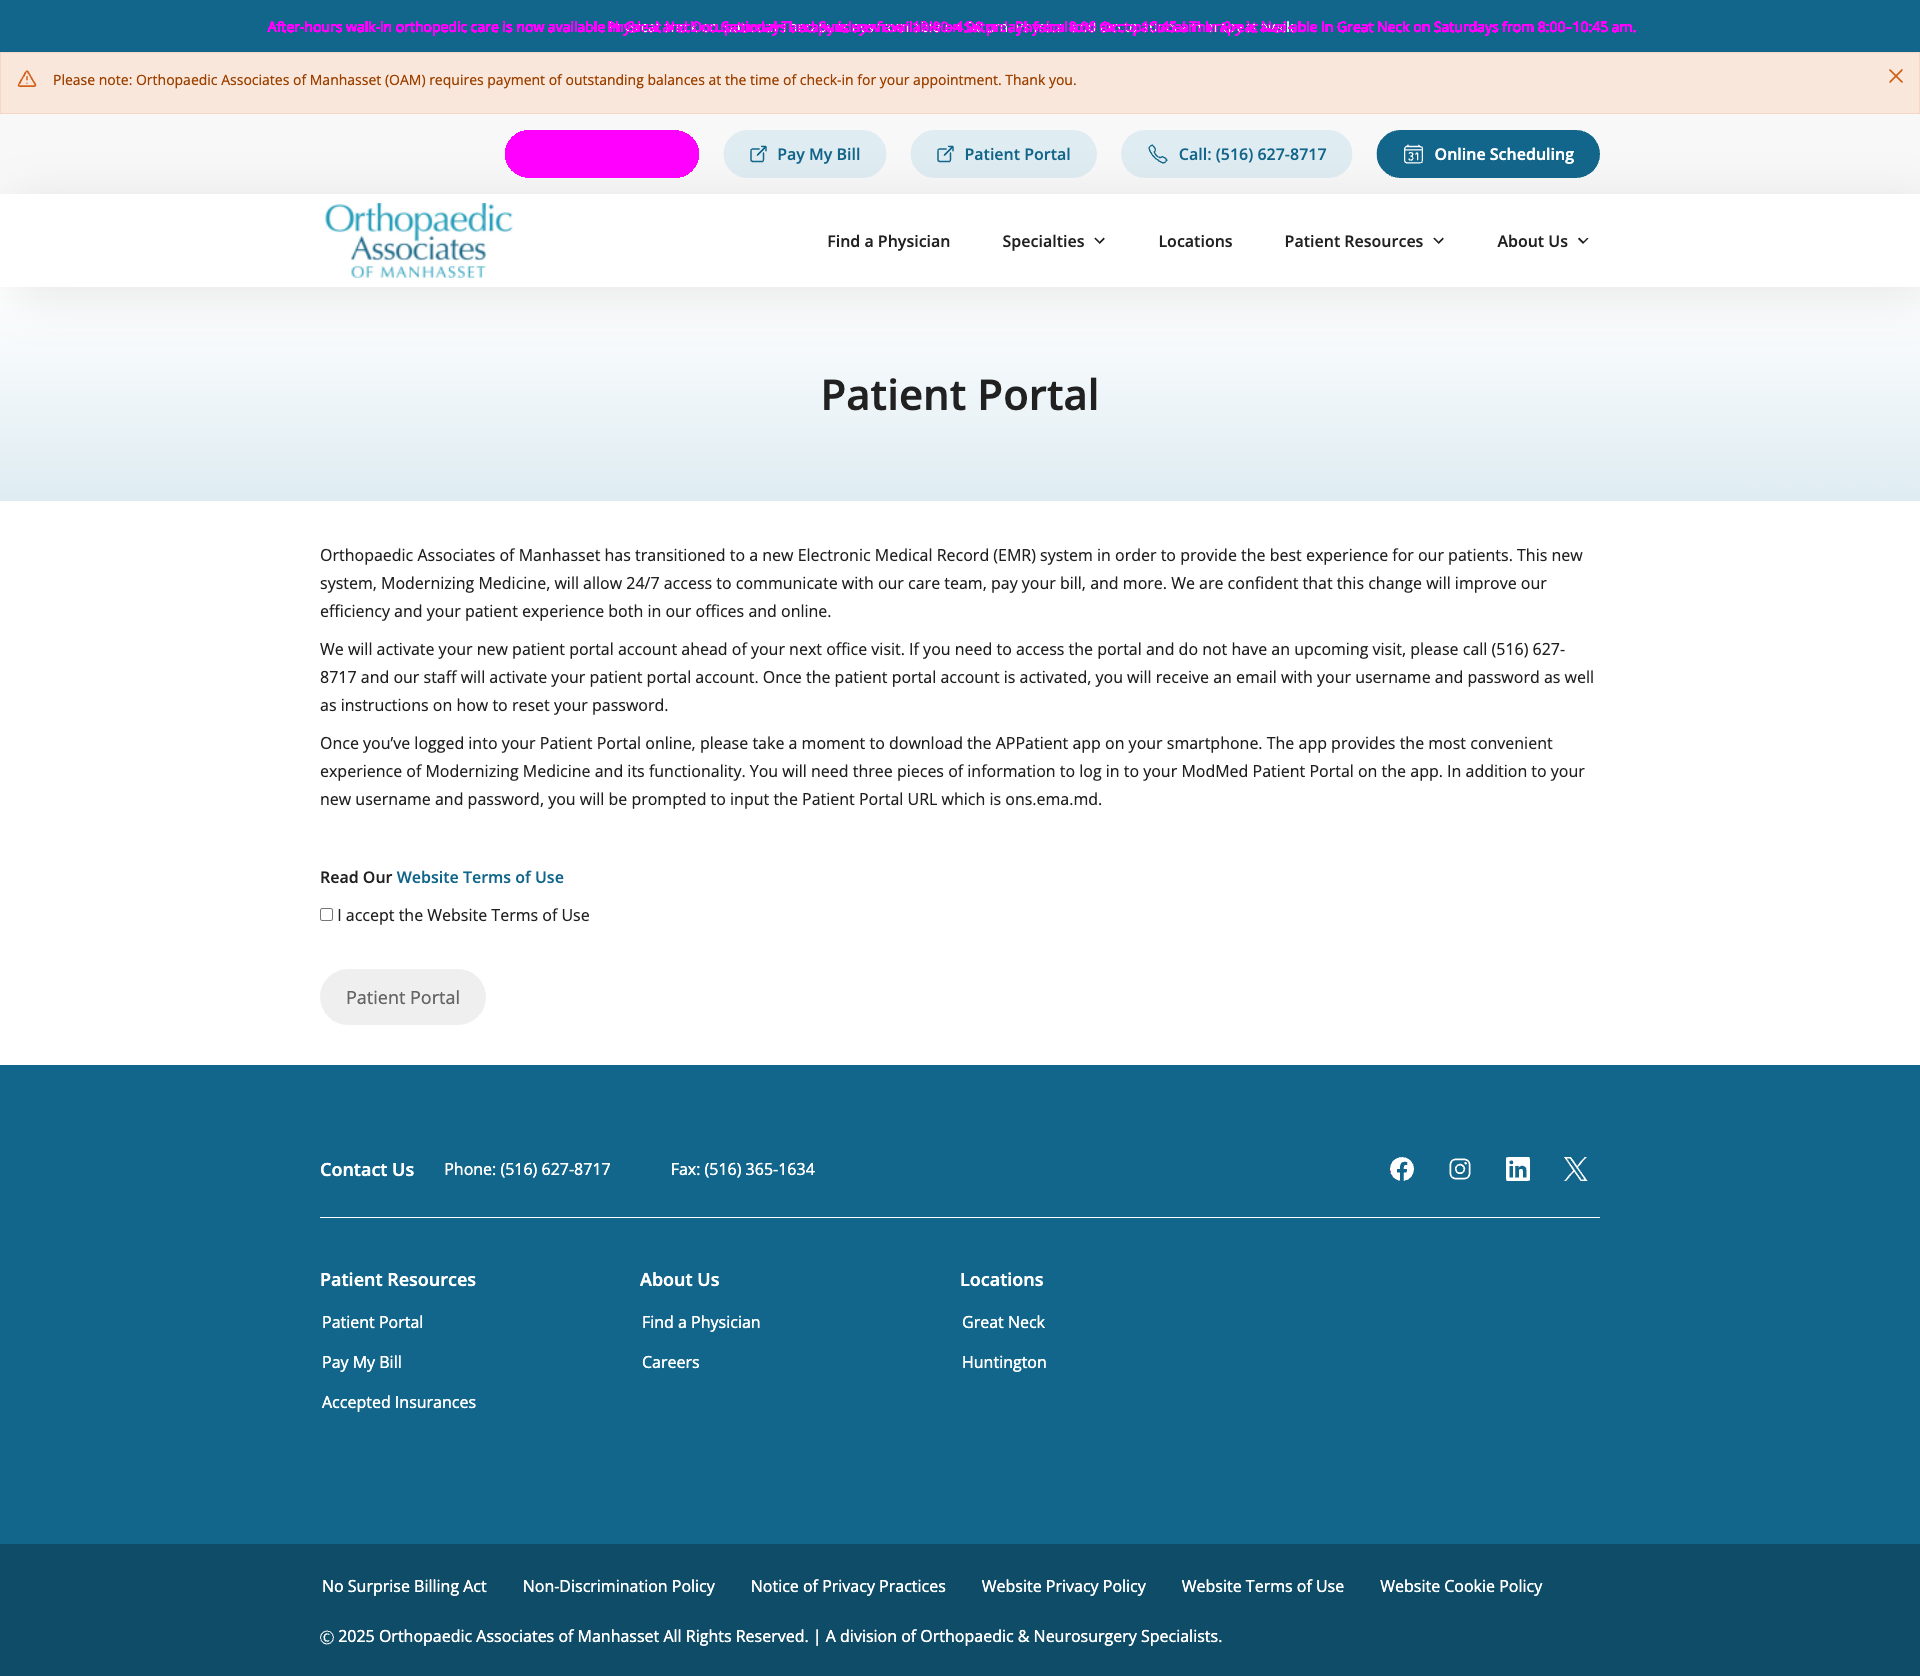 After-hours walk-in orthopedic care is now available
available in Great Neck on Saturdays from 8:00–10:45 am.
Please note: Orthopaedic Associates of Manhasset (OAM) requires payment of outstanding balances at the time of check-in for your appointment. Thank you.
Pay My Bill
Patient Portal
Call: (516) 627-8717
31
Online Scheduling
Orthopaedic
Associates
OF MANHASSET
Find a Physician
Specialties
Locations
Patient Resources
About Us
Patient Portal
Orthopaedic Associates of Manhasset has transitioned to a new Electronic Medical Record (EMR) system in order to provide the best experience for our patients. This new
system, Modernizing Medicine, will allow 24/7 access to communicate with our care team, pay your bill, and more. We are confident that this change will improve our
efficiency and your patient experience both in our offices and online.
We will activate your new patient portal account ahead of your next office visit. If you need to access the portal and do not have an upcoming visit, please call (516) 627-
8717 and our staff will activate your patient portal account. Once the patient portal account is activated, you will receive an email with your username and password as well
as instructions on how to reset your password.
Once you’ve logged into your Patient Portal online, please take a moment to download the APPatient app on your smartphone. The app provides the most convenient
experience of Modernizing Medicine and its functionality. You will need three pieces of information to log in to your ModMed Patient Portal on the app. In addition to your
new username and password, you will be prompted to input the Patient Portal URL which is ons.ema.md.
Read Our Website Terms of Use
I accept the Website Terms of Use
Patient Portal
Contact Us
Phone: (516) 627-8717
Fax: (516) 365-1634
Patient Resources
Patient Portal
Pay My Bill
Accepted Insurances
About Us
Find a Physician
Careers
Locations
Great Neck
Huntington
No Surprise Billing Act
Non-Discrimination Policy
Notice of Privacy Practices
Website Privacy Policy
Website Terms of Use
Website Cookie Policy
© 2025 Orthopaedic Associates of Manhasset All Rights Reserved. | A division of Orthopaedic & Neurosurgery Specialists.